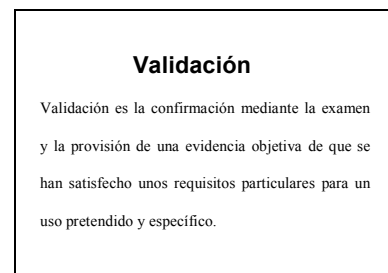 Validación
Validación es la confirmación mediante la examen
y la provisión de una evidencia objetiva de que se
han satisfecho unos requisitos particulares para un
uso pretendido y específico.